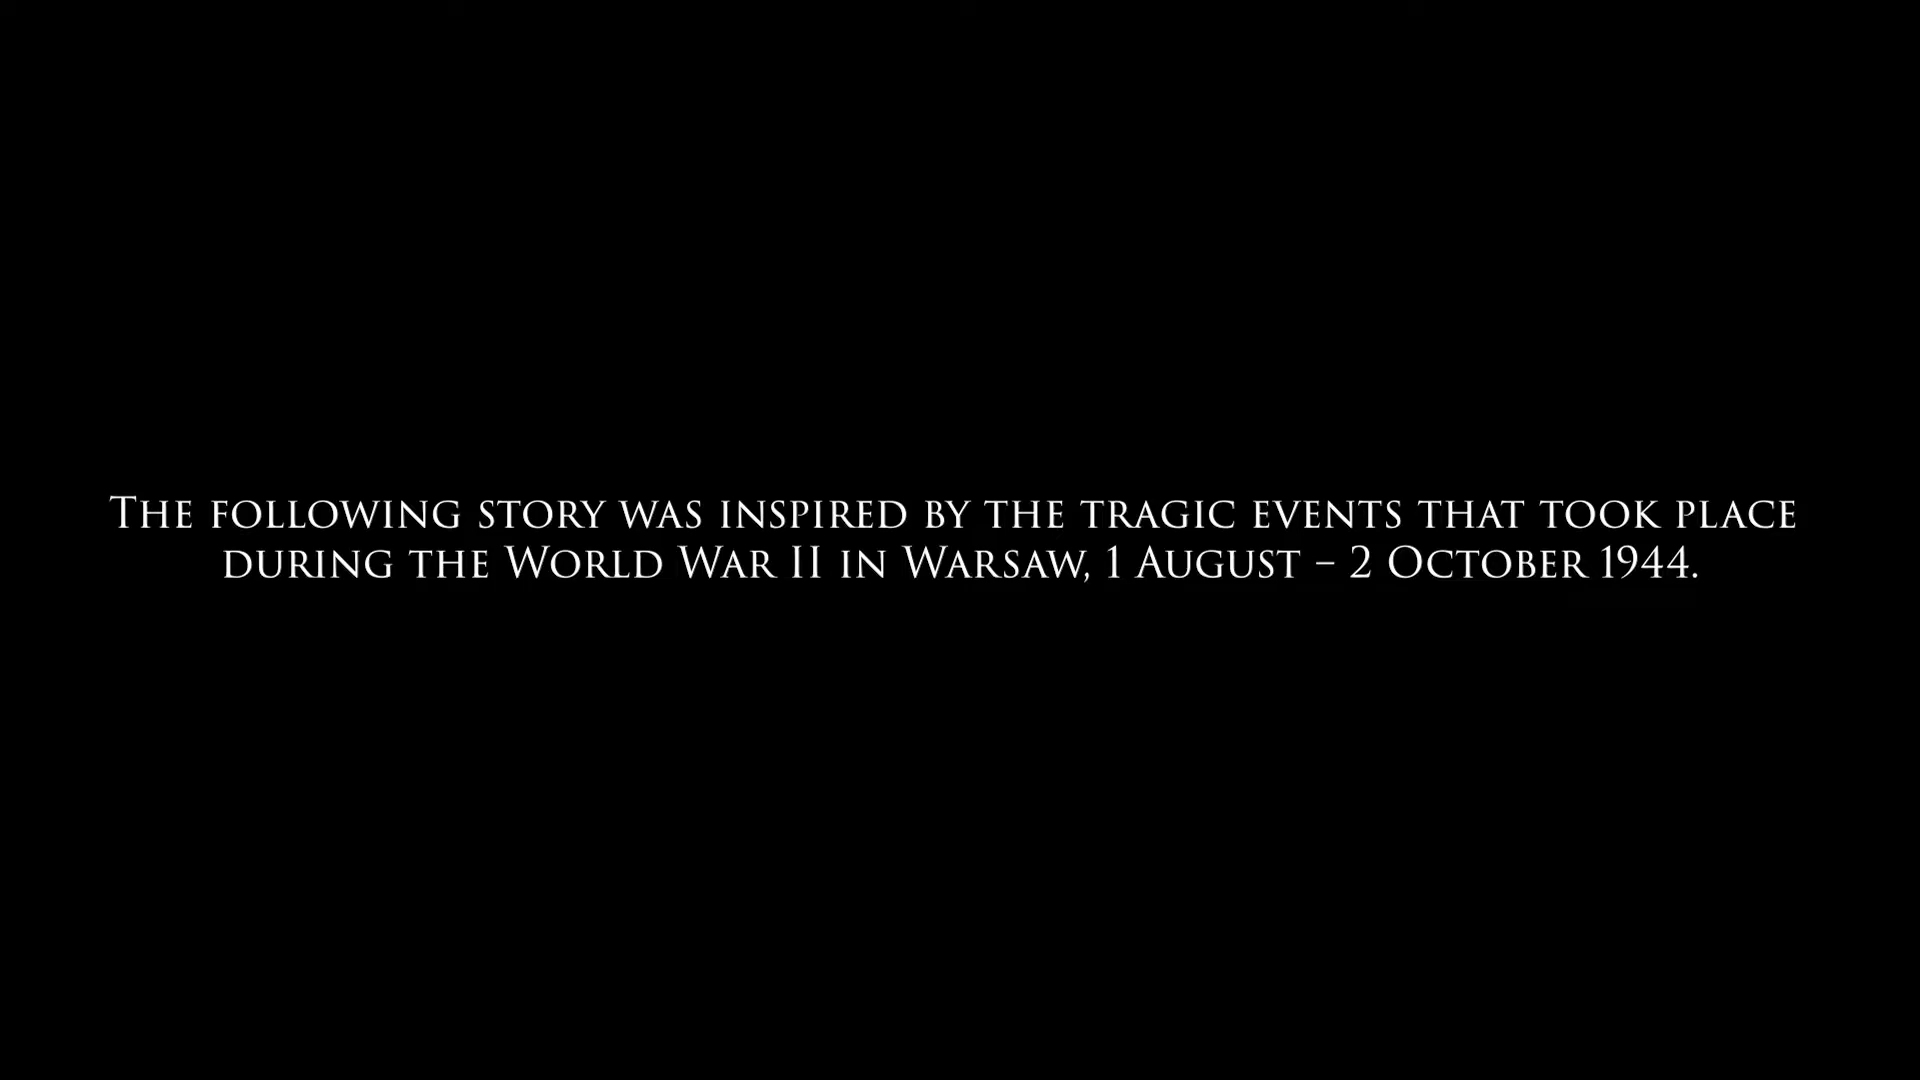 The following story was inspired by the tragic events that took place
during the World War II in Warsaw, 1 August – 2 October 1944.